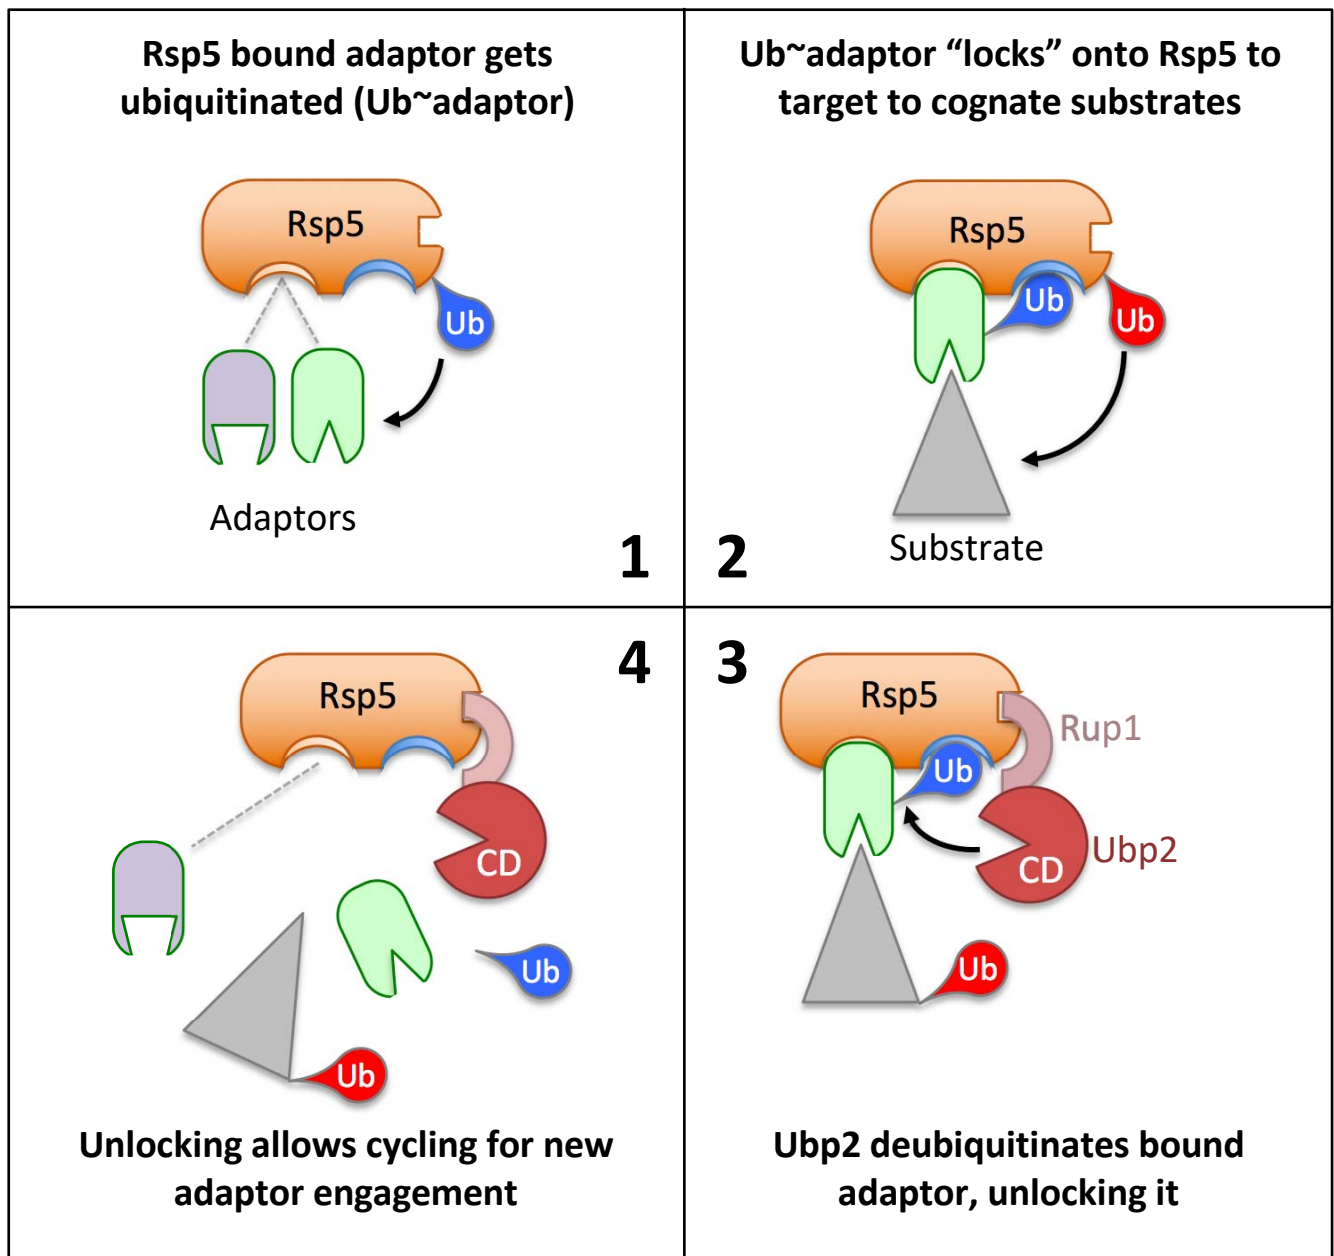 Rsp5 bound adaptor gets
ubiquitinated (Ub~adaptor)
Rsp5
Ub
Adaptors
1
Ub~adaptor “locks” onto Rsp5 to
target to cognate substrates
Rsp5
Ub
Ub
Substrate
2
3
Rsp5
Rup1
Ub
Ubp2
CD
Ub
Ubp2 deubiquitinates bound
adaptor, unlocking it
4
Rsp5
CD
Ub
Ub
Unlocking allows cycling for new
adaptor engagement